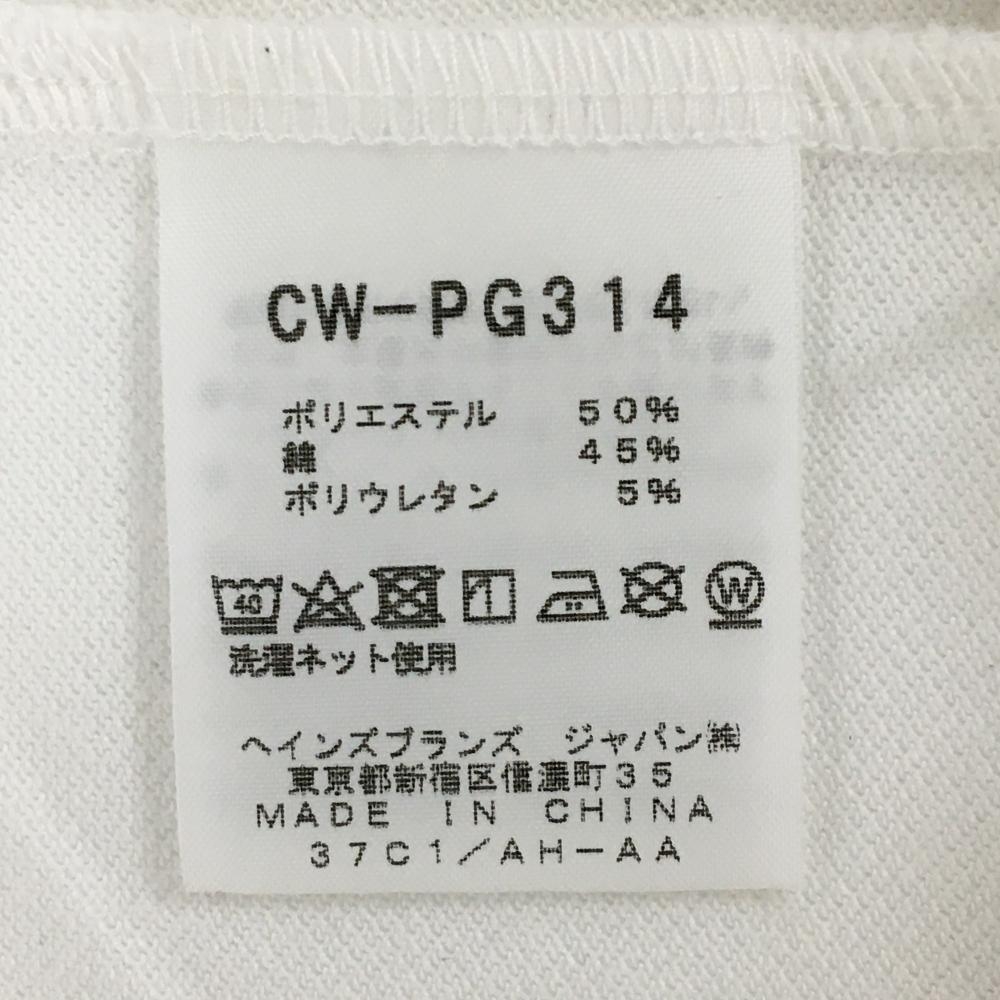 CW-PG314
ポリエステル 50%
綿 45%
ポリウレタン 5%
40 W
洗濯ネット使用
ヘインズブランズ ジャパン㈱
東京都新宿区信濃町35
MADE IN CHINA
37C1/AH-AA